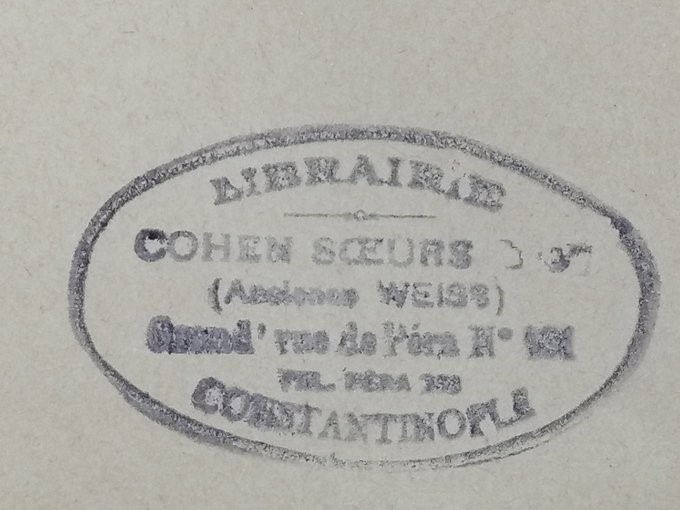 LIBRAIRIE
COHEN SŒURS
(Ancienne WEISS)
Grand' rue de Péra N°
TEL. PÉRA
CONSTANTINOPLE